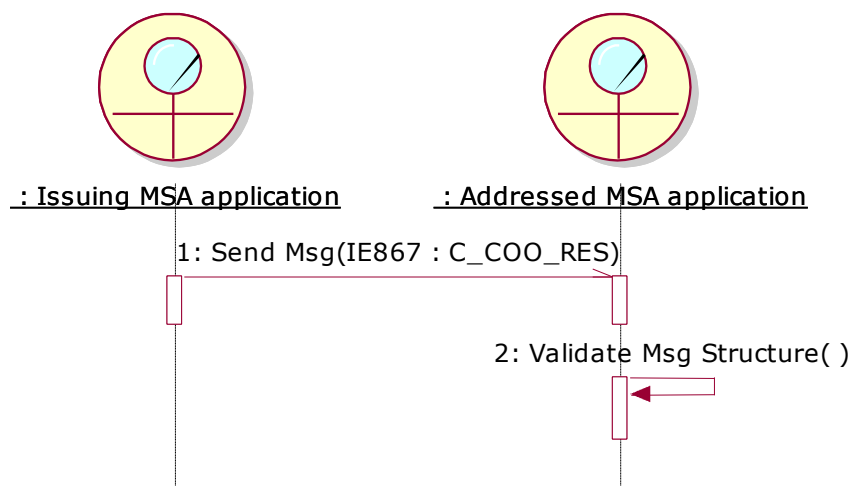 : Issuing MSA application
: Addressed MSA application
1: Send Msg(IE867 : C_COO_RES)
2: Validate Msg Structure( )